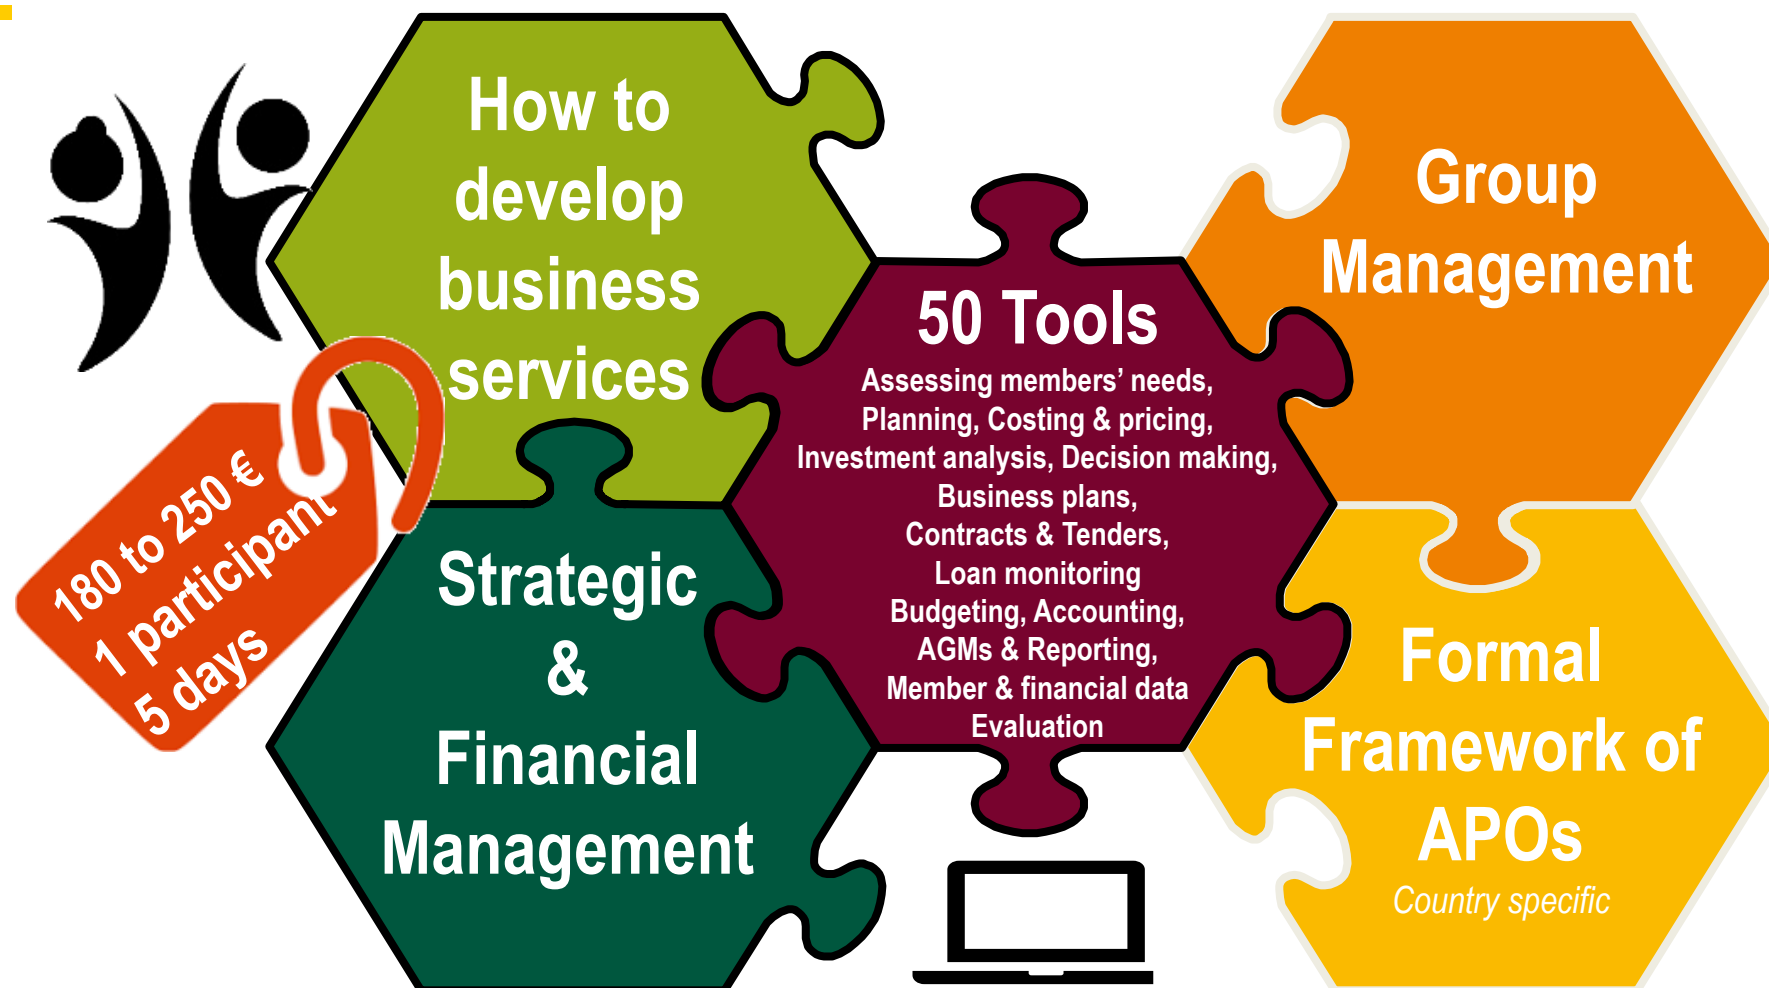 How to
develop
business
services
180 to 250 €
1 participant
5 days
Strategic
&
Financial
Management
50 Tools
Assessing members’ needs,
Planning, Costing & pricing,
Investment analysis, Decision making,
Business plans,
Contracts & Tenders,
Loan monitoring
Budgeting, Accounting,
AGMs & Reporting,
Member & financial data
Evaluation
Group
Management
Formal
Framework of
APOs
Country specific